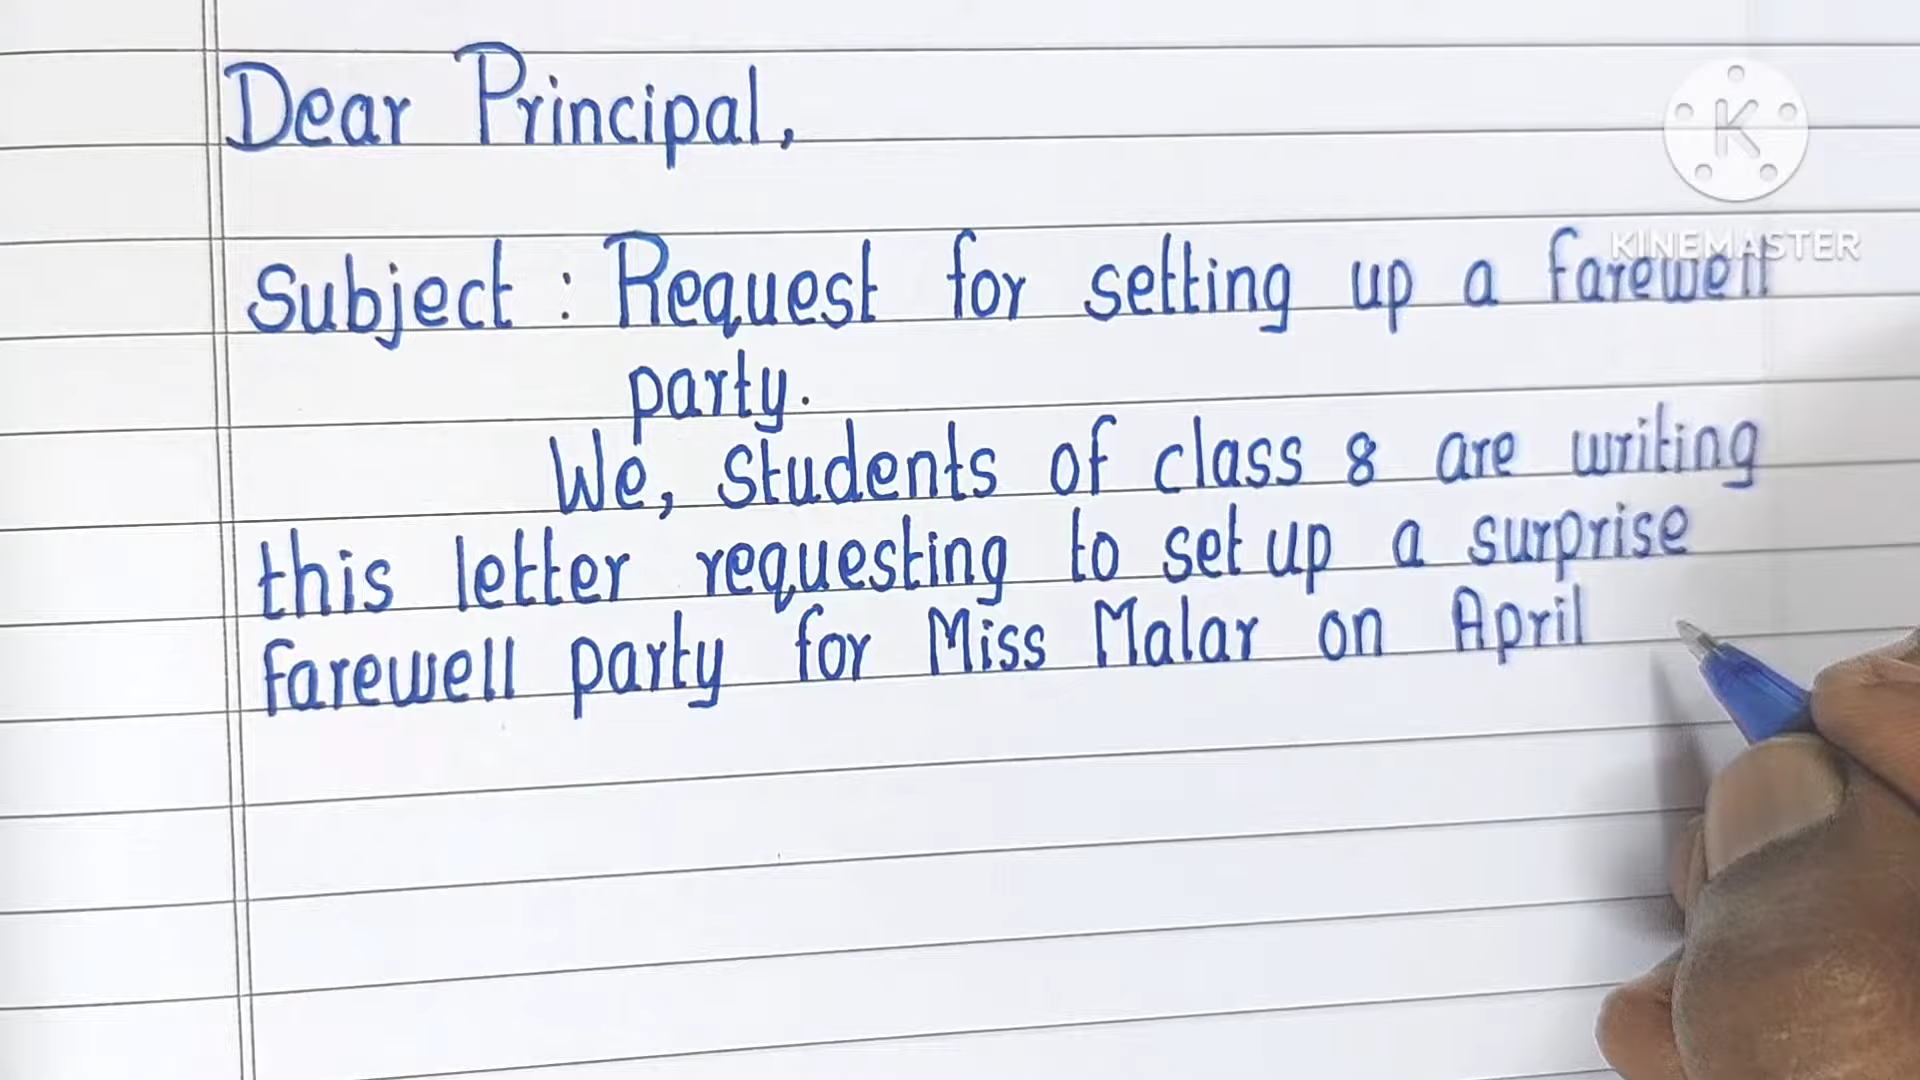 Dear Principal,
KINEMASTER
Subject : Request for setting up a farewell
party.
We, students of class 8 are writing
this letter requesting to set up a surprise
farewell party for Miss Malar on April